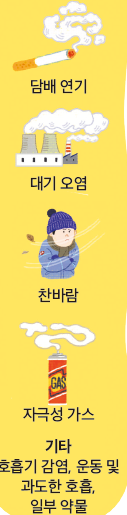 담배 연기
대기 오염
찬바람
GAS
자극성 가스
기타
호흡기 감염, 운동 및
과도한 호흡,
일부 약물